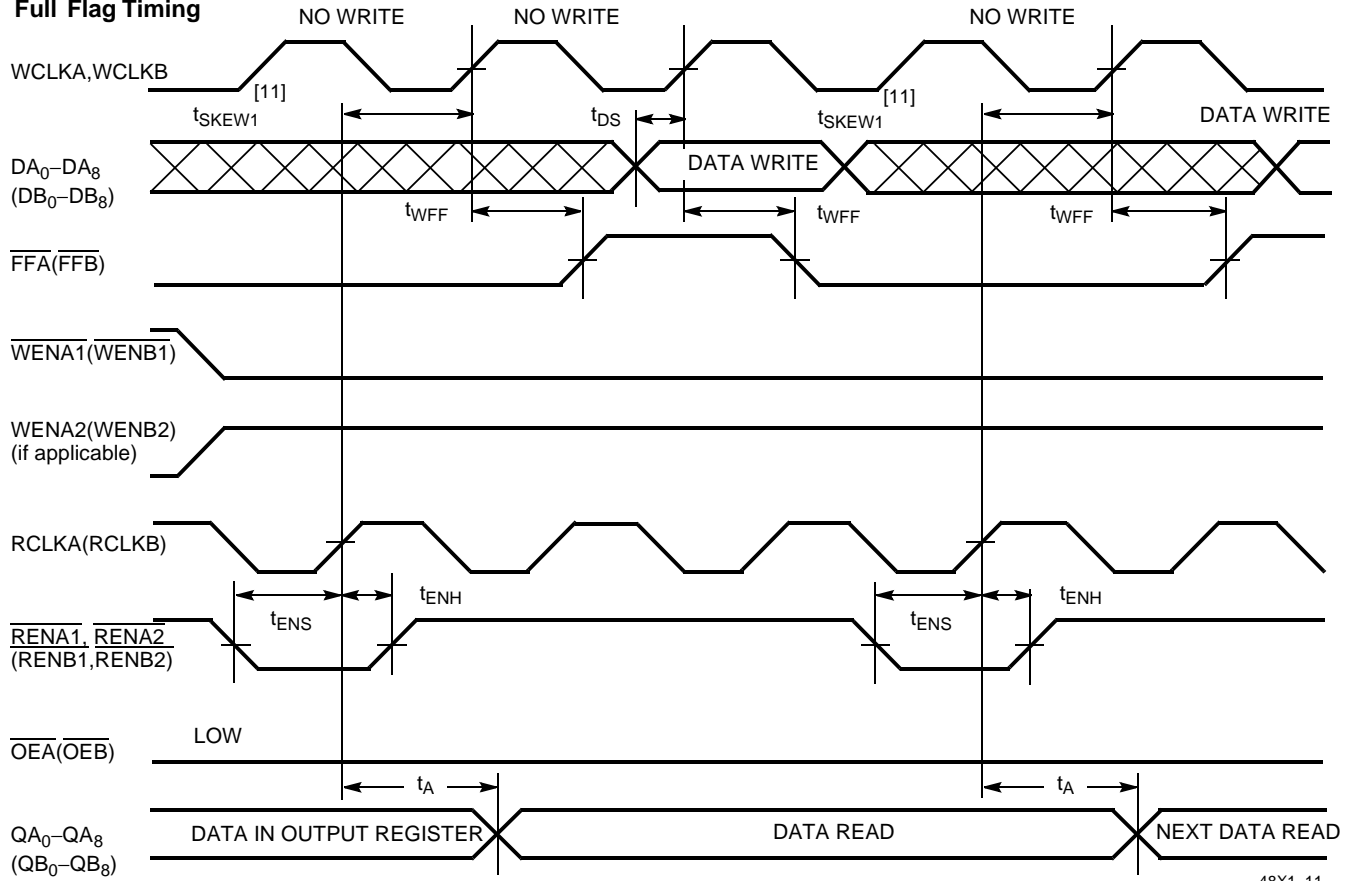 Full Flag Timing
NO WRITE NO WRITE NO WRITE
WCLKA,WCLKB
[11] [11]
tSKEW1 tDS tSKEW1 DATA WRITE
DA0–DA8 DATA WRITE
(DB0–DB8)
tWFF tWFF tWFF
FFA(FFB)
WENA1(WENB1)
WENA2(WENB2)
(if applicable)
RCLKA(RCLKB)
tENH tENH
tENS tENS
RENA1, RENA2
(RENB1,RENB2)
LOW
OEA(OEB)
tA tA
QA0–QA8 DATA IN OUTPUT REGISTER DATA READ NEXT DATA READ
(QB0–QB8)